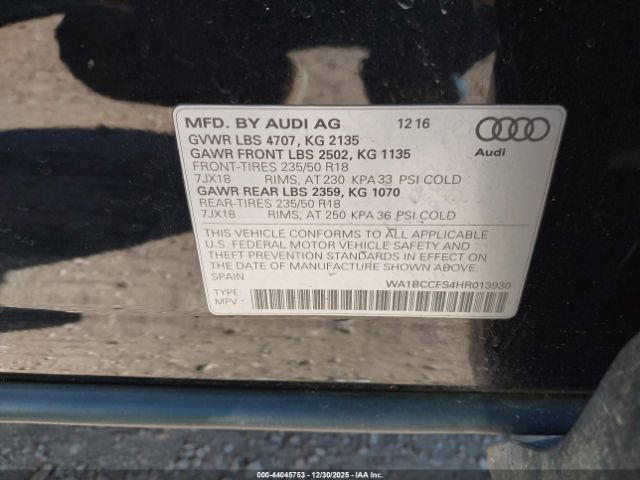 MFD. BY AUDI AG 12 16
GVWR LBS 4707, KG 2135
GAWR FRONT LBS 2502, KG 1135
FRONT-TIRES 235/50 R18
7JX18 RIMS, AT 230 KPA 33 PSI COLD
GAWR REAR LBS 2359, KG 1070
REAR-TIRES 235/50 R18
7JX18 RIMS, AT 250 KPA 36 PSI COLD
Audi
THIS VEHICLE CONFORMS TO ALL APPLICABLE
U.S. FEDERAL MOTOR VEHICLE SAFETY AND
THEFT PREVENTION STANDARDS IN EFFECT ON
THE DATE OF MANUFACTURE SHOWN ABOVE.
SPAIN
WA1BCCFS4HR013930
TYPE:
MPV
000-44045753 - 12/30/2025 - IAA Inc.